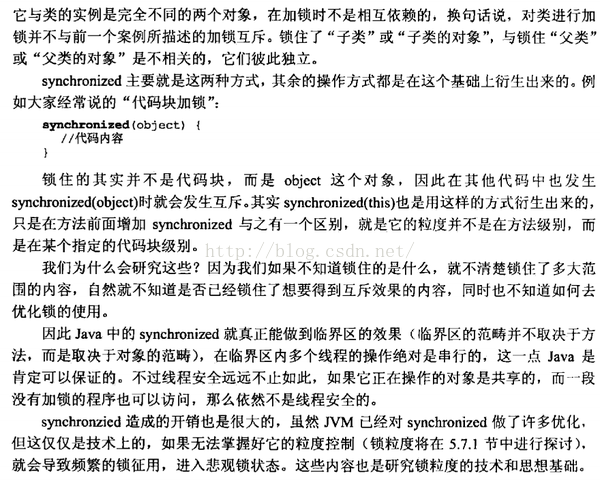 它与类的实例是完全不同的两个对象，在加锁时不是相互依赖的，换句话说，对类进行加
锁并不与前一个案例所描述的加锁互斥。锁住了“子类”或“子类的对象”，与锁住“父类”
或“父类的对象”是不相关的，它们彼此独立。
synchronized 主要就是这两种方式，其余的操作方式都是在这个基础上衍生出来的。例
如大家经常说的“代码块加锁”：
synchronized(object) {
//代码内容
}
锁住的其实并不是代码块，而是 object 这个对象，因此在其他代码中也发生
synchronized(object)时就会发生互斥。其实 synchronized(this)也是用这样的方式衍生出来的，
只是在方法前面增加 synchronized 与之有一个区别，就是它的粒度并不是在方法级别，而
是在某个指定的代码块级别。
http://blog.csdn.net/
我们为什么会研究这些？因为我们如果不知道锁住的是什么，就不清楚锁住了多大范
围的内容，自然就不知道是否已经锁住了想要得到互斥效果的内容，同时也不知道如何去
优化锁的使用。
因此 Java 中的 synchronized 就真正能做到临界区的效果（临界区的范畴并不取决于方
法，而是取决于对象的范畴），在临界区内多个线程的操作绝对是串行的，这一点 Java 是
肯定可以保证的。不过线程安全远远不止如此，如果它正在操作的对象是共享的，而一段
没有加锁的程序也可以访问，那么依然不是线程安全的。
synchronzied 造成的开销也是很大的，虽然 JVM 已经对 synchronized 做了许多优化，
但这仅仅是技术上的，如果无法掌握好它的粒度控制（锁粒度将在 5.7.1 节中进行探讨），
就会导致频繁的锁征用，进入悲观锁状态。这些内容也是研究锁粒度的技术和思想基础。